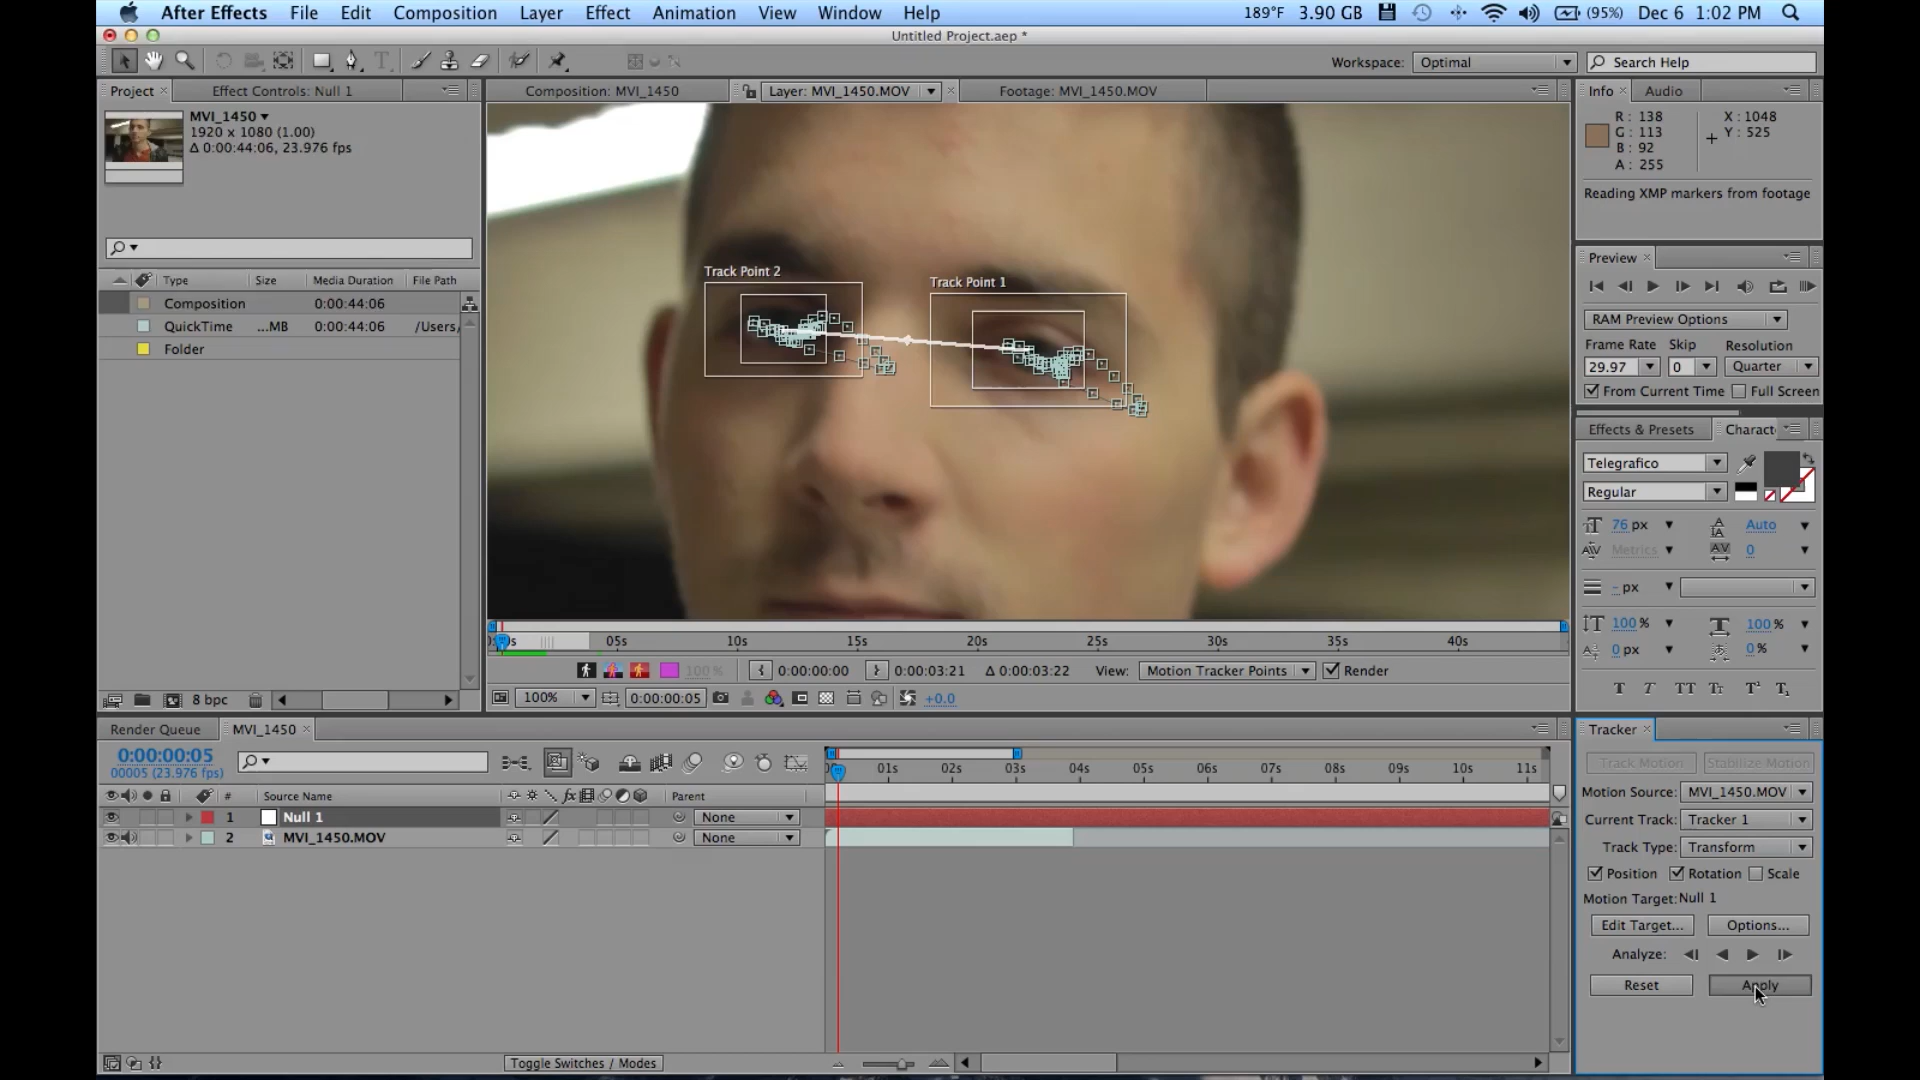 After Effects File Edit Composition Layer Effect Animation View Window Help 189°F 3.90 GB (95%) Dec 6 1:02 PM
Untitled Project.aep *
Workspace: Optimal Search Help
Project Effect Controls: Null 1
MVI_1450
1920 x 1080 (1.00)
Δ 0:00:44:06, 23.976 fps
Type Size Media Duration File Path
Composition 0:00:44:06
QuickTime ...MB 0:00:44:06 /Users/
Folder
8 bpc
Composition: MVI_1450 Layer: MVI_1450.MOV Footage: MVI_1450.MOV
Track Point 2
Track Point 1
05s 10s 15s 20s 25s 30s 35s 40s
100% 0:00:00:00 0:00:03:21 Δ 0:00:03:22 View: Motion Tracker Points Render
100% 0:00:00:05 +0.0
Info Audio
R: 138 X: 1048
G: 113 Y: 525
B: 92
A: 255
Reading XMP markers from footage
Preview
RAM Preview Options
Frame Rate Skip Resolution
29.97 0 Quarter
From Current Time Full Screen
Effects & Presets Charact
Telegrafico
Regular
76 px Auto
Metrics 0
- px
100% 100%
0 px 0%
T T TT Tr T¹ T₁
Render Queue MVI_1450
0:00:00:05
00005 (23.976 fps)
01s 02s 03s 04s 05s 06s 07s 08s 09s 10s 11s
# Source Name Parent
1 Null 1 None
2 MVI_1450.MOV None
Toggle Switches / Modes
Tracker
Track Motion Stabilize Motion
Motion Source: MVI_1450.MOV
Current Track: Tracker 1
Track Type: Transform
Position Rotation Scale
Motion Target:Null 1
Edit Target... Options...
Analyze:
Reset Apply